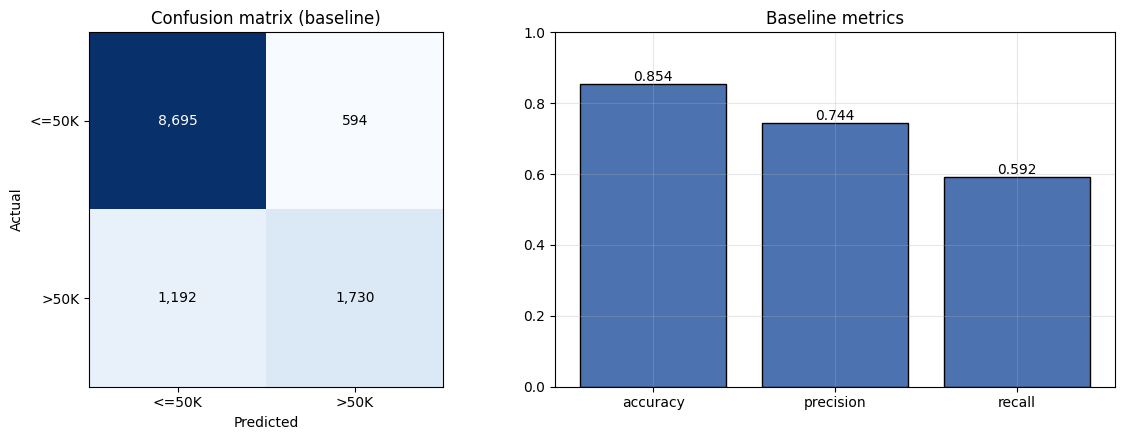 Confusion matrix (baseline)
<=50K
8,695
594
Actual
>50K
1,192
1,730
<=50K
>50K
Predicted
Baseline metrics
1.0
0.8
0.6
0.4
0.2
0.0
0.854
0.744
0.592
accuracy
precision
recall